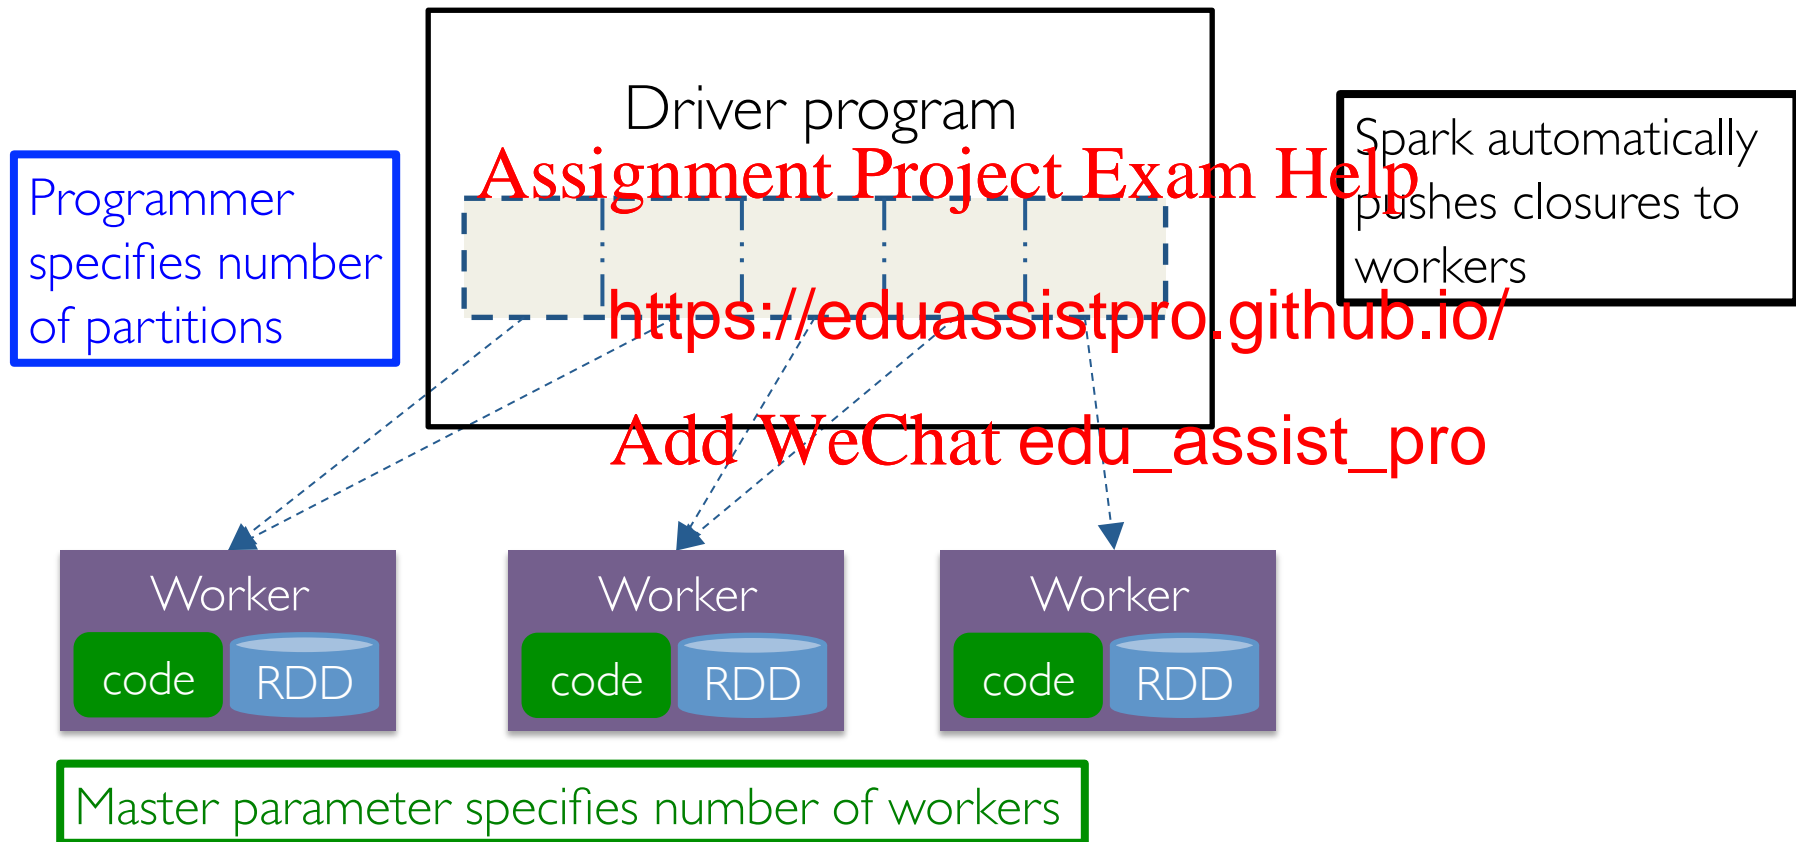 Driver program
Assignment Project Exam Help
Programmer
specifies number
of partitions
Spark automatically
pushes closures to
workers
https://eduassistpro.github.io/
Add WeChat edu_assist_pro
Worker
code
RDD
Worker
code
RDD
Worker
code
RDD
Master parameter specifies number of workers